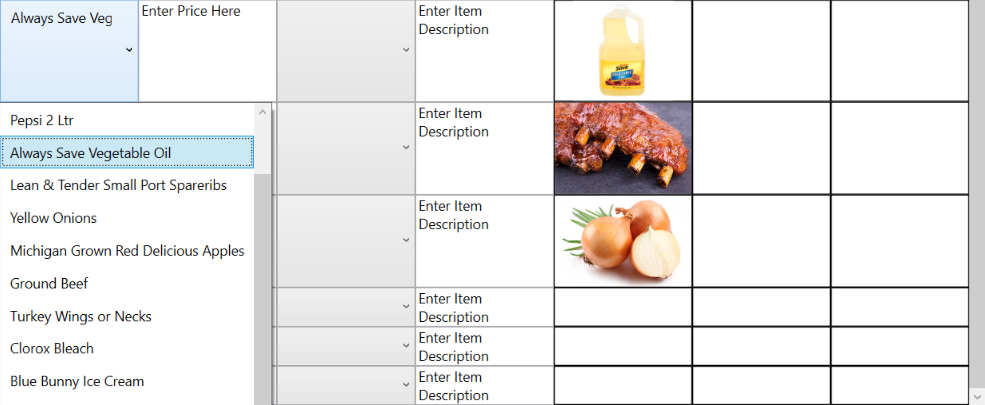 Always Save Veg
Enter Price Here
Enter Item
Description
Save
Pepsi 2 Ltr
Always Save Vegetable Oil
Lean & Tender Small Port Spareribs
Yellow Onions
Michigan Grown Red Delicious Apples
Ground Beef
Turkey Wings or Necks
Clorox Bleach
Blue Bunny Ice Cream
Enter Item
Description
Enter Item
Description
Enter Item
Description
Enter Item
Description
Enter Item
Description